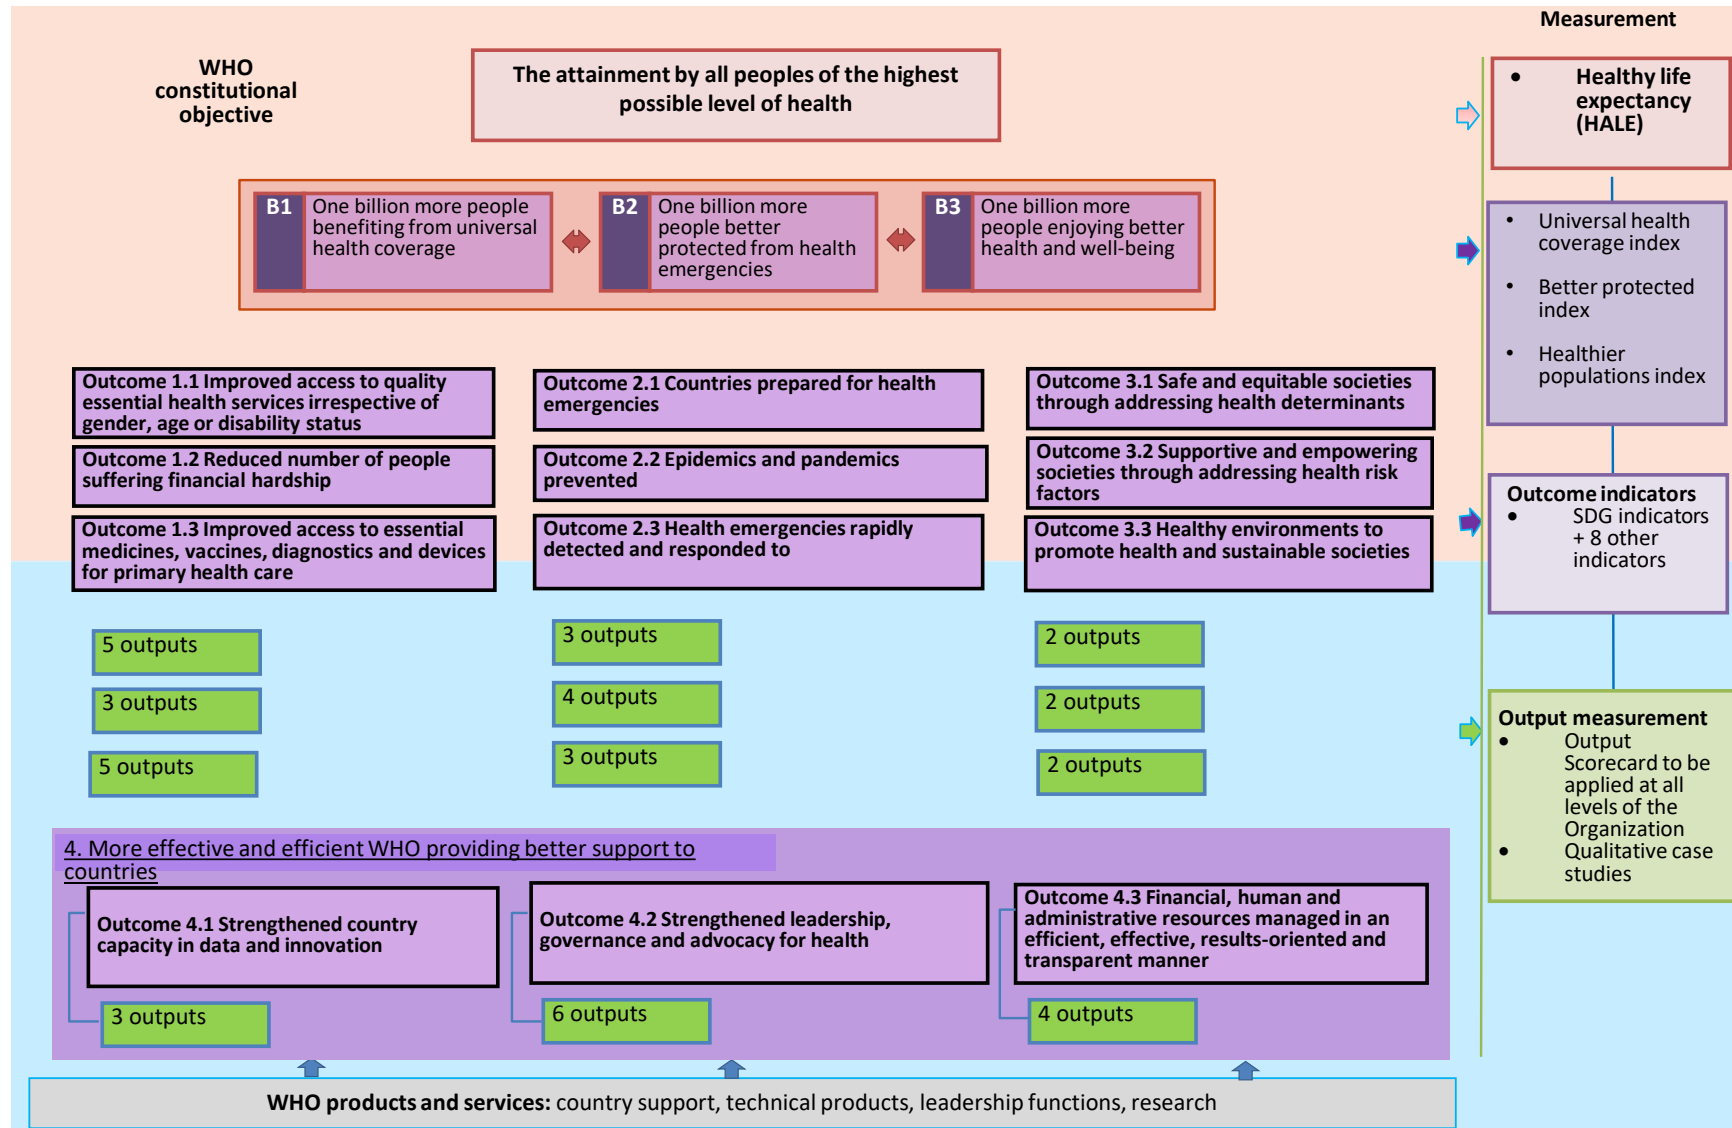 Measurement
WHO
constitutional
objective
The attainment by all peoples of the highest
possible level of health
• Healthy life
expectancy
(HALE)
B1 One billion more people
benefiting from universal
health coverage
B2 One billion more
people better
protected from health
emergencies
B3 One billion more
people enjoying better
health and well-being
• Universal health
coverage index
• Better protected
index
• Healthier
populations index
Outcome 1.1 Improved access to quality
essential health services irrespective of
gender, age or disability status
Outcome 1.2 Reduced number of people
suffering financial hardship
Outcome 1.3 Improved access to essential
medicines, vaccines, diagnostics and devices
for primary health care
Outcome 2.1 Countries prepared for health
emergencies
Outcome 2.2 Epidemics and pandemics
prevented
Outcome 2.3 Health emergencies rapidly
detected and responded to
Outcome 3.1 Safe and equitable societies
through addressing health determinants
Outcome 3.2 Supportive and empowering
societies through addressing health risk
factors
Outcome 3.3 Healthy environments to
promote health and sustainable societies
Outcome indicators
• SDG indicators
+ 8 other
indicators
5 outputs
3 outputs
5 outputs
3 outputs
4 outputs
3 outputs
2 outputs
2 outputs
2 outputs
Output measurement
• Output
Scorecard to be
applied at all
levels of the
Organization
• Qualitative case
studies
4. More effective and efficient WHO providing better support to
countries
Outcome 4.1 Strengthened country
capacity in data and innovation
3 outputs
Outcome 4.2 Strengthened leadership,
governance and advocacy for health
6 outputs
Outcome 4.3 Financial, human and
administrative resources managed in an
efficient, effective, results-oriented and
transparent manner
4 outputs
WHO products and services: country support, technical products, leadership functions, research